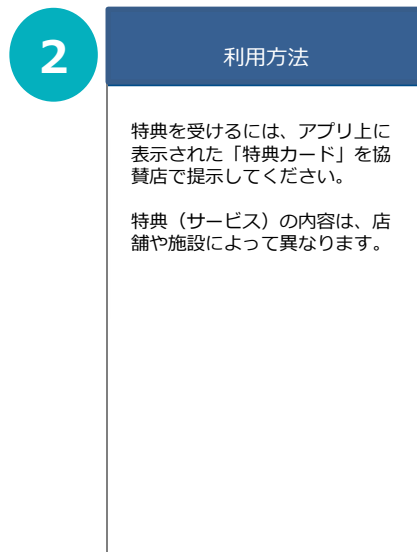 2
利用方法
特典を受けるには、アプリ上に
表示された「特典カード」を協
賛店で提示してください。
特典（サービス）の内容は、店
舗や施設によって異なります。